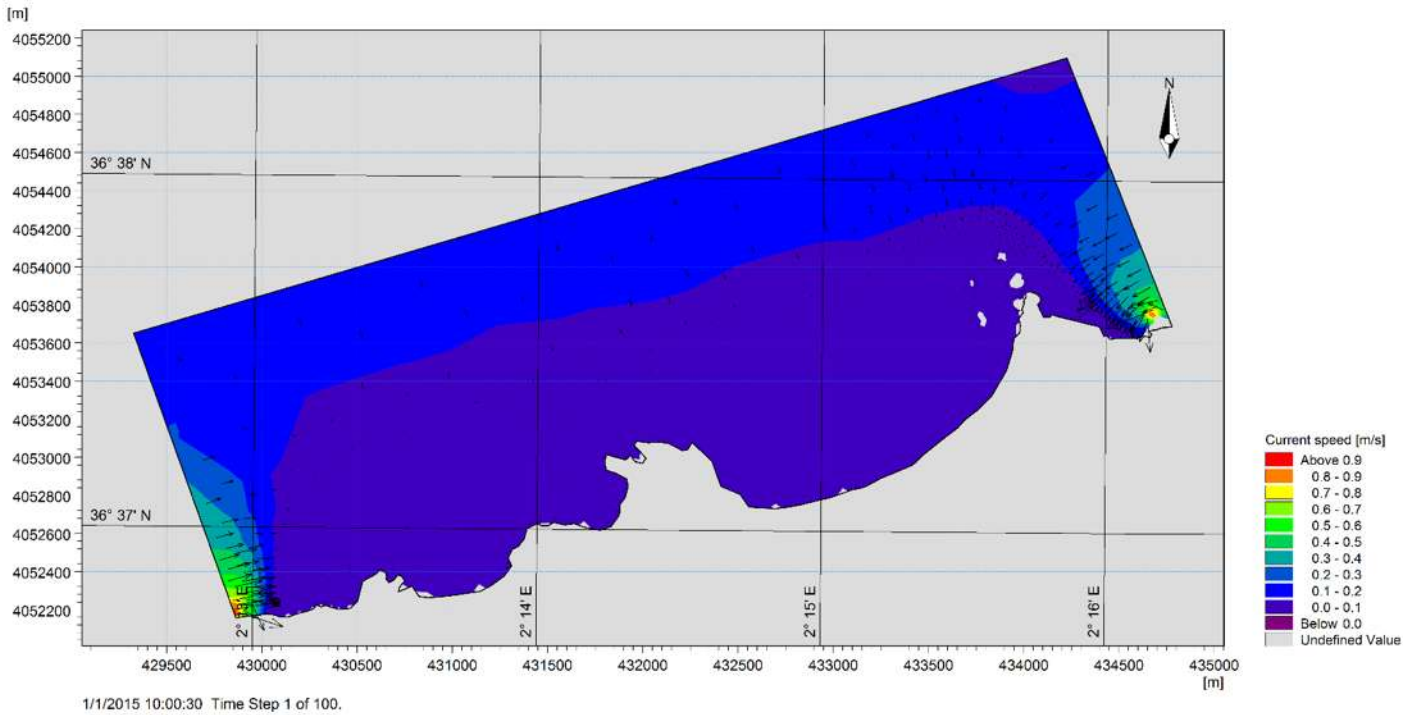 [m]
4055200
4055000
4054800
4054600
4054400
4054200
4054000
4053800
4053600
4053400
4053200
4053000
4052800
4052600
4052400
4052200
N
36° 38' N
36° 37' N
2° 13' E
2° 14' E
2° 15' E
2° 16' E
429500 430000 430500 431000 431500 432000 432500 433000 433500 434000 434500 435000
[m]
Current speed [m/s]
Above 0.9
0.8 - 0.9
0.7 - 0.8
0.6 - 0.7
0.5 - 0.6
0.4 - 0.5
0.3 - 0.4
0.2 - 0.3
0.1 - 0.2
0.0 - 0.1
Below 0.0
Undefined Value
1/1/2015 10:00:30 Time Step 1 of 100.